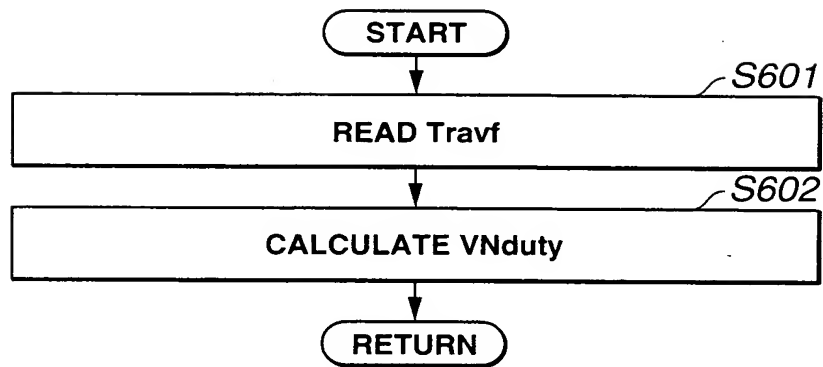 START
S601
READ Travf
S602
CALCULATE VNduty
RETURN